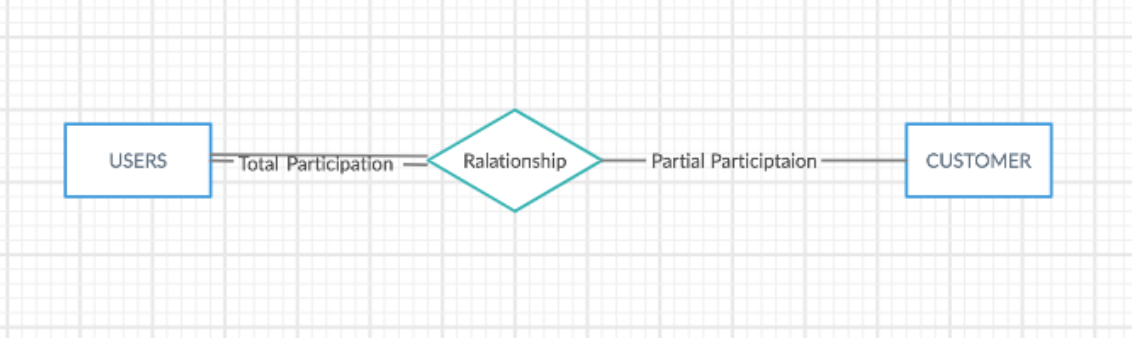 USERS
Total Participation
Ralationship
Partial Participtaion
CUSTOMER